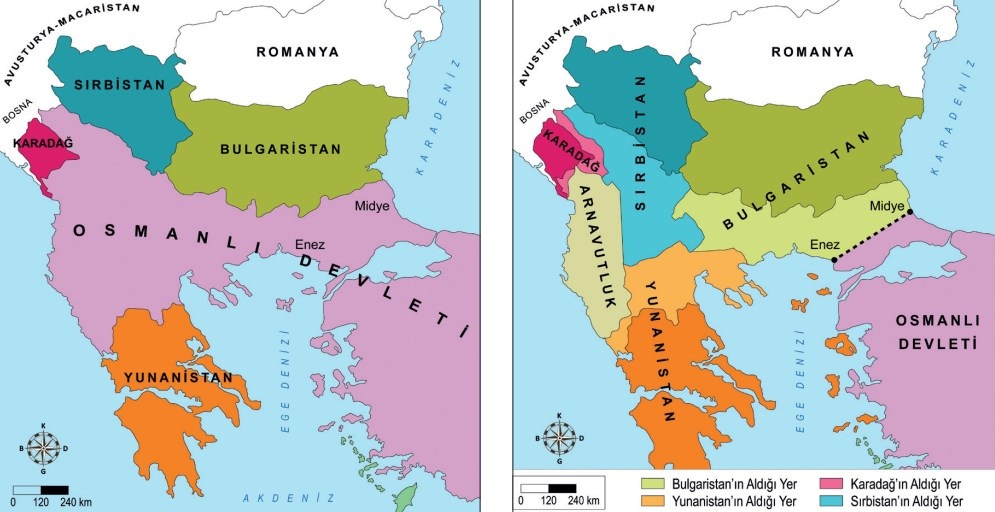 AVUSTURYA-MACARİSTAN
ROMANYA
SIRBİSTAN
BOSNA
KARADAĞ
BULGARİSTAN
KARADENİZ
Midye
OSMANLI DEVLETİ
Enez
YUNANİSTAN
EGE DENİZİ
AKDENİZ
K
B
D
G
0 120 240 km
AVUSTURYA-MACARİSTAN
ROMANYA
BOSNA
KARADAĞ
SIRBİSTAN
BULGARİSTAN
KARADENİZ
Midye
Enez
ARNAVUTLUK
YUNANİSTAN
EGE DENİZİ
OSMANLI
DEVLETİ
K
B
D
G
0 120 240 km
Bulgaristan'ın Aldığı Yer
Karadağ'ın Aldığı Yer
Yunanistan'ın Aldığı Yer
Sırbistan'ın Aldığı Yer